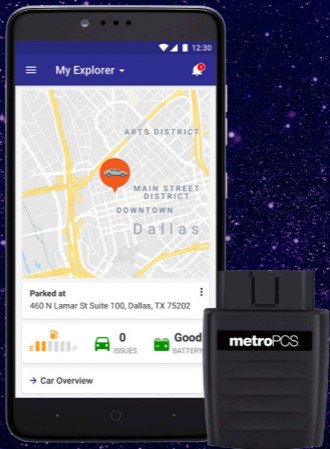 12:30
My Explorer
ARTS DISTRICT
MAIN STREET
DISTRICT
DOWNTOWN
Dallas
Parked at
460 N Lamar St Suite 100, Dallas, TX 75202
E F
0
ISSUES
Good
BATTERY
→ Car Overview
metroPCS.